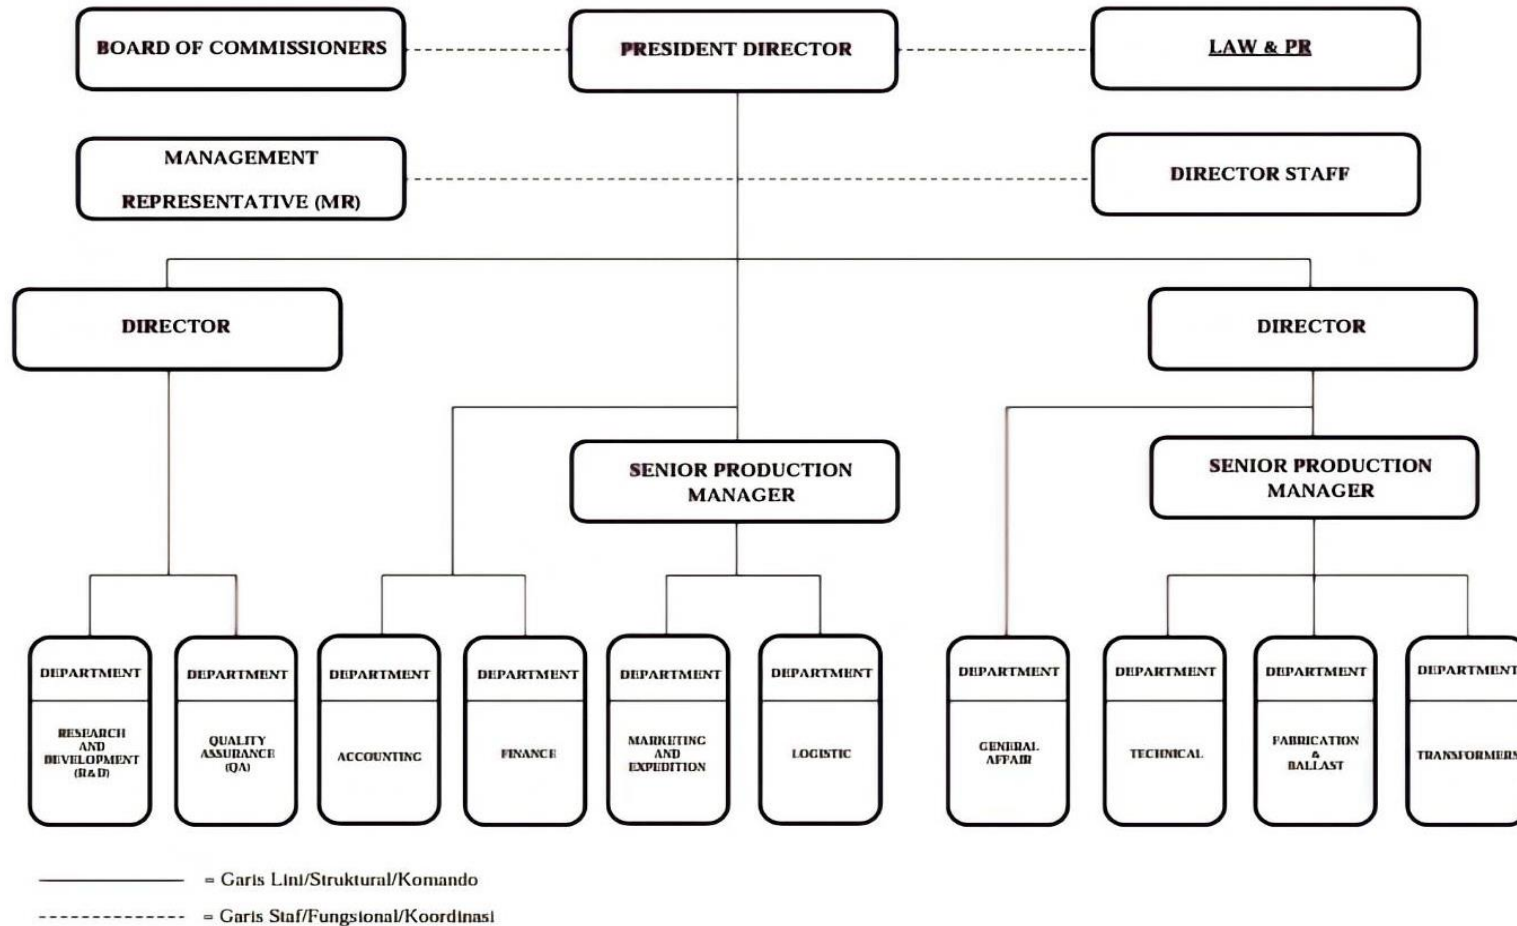 BOARD OF COMMISSIONERS
PRESIDENT DIRECTOR
LAW & PR
MANAGEMENT
REPRESENTATIVE (MR)
DIRECTOR STAFF
DIRECTOR
DIRECTOR
SENIOR PRODUCTION
MANAGER
SENIOR PRODUCTION
MANAGER
DEPARTMENT
RESEARCH
AND
DEVELOPMENT
(R&D)
DEPARTMENT
QUALITY
ASSURANCE
(QA)
DEPARTMENT
ACCOUNTING
DEPARTMENT
FINANCE
DEPARTMENT
MARKETING
AND
EXPEDITION
DEPARTMENT
LOGISTIC
DEPARTMENT
GENERAL
AFFAIR
DEPARTMENT
TECHNICAL
DEPARTMENT
FABRICATION
&
BALLAST
DEPARTMENT
TRANSFORMERS
= Garis Lini/Struktural/Komando
= Garis Staf/Fungsional/Koordinasi